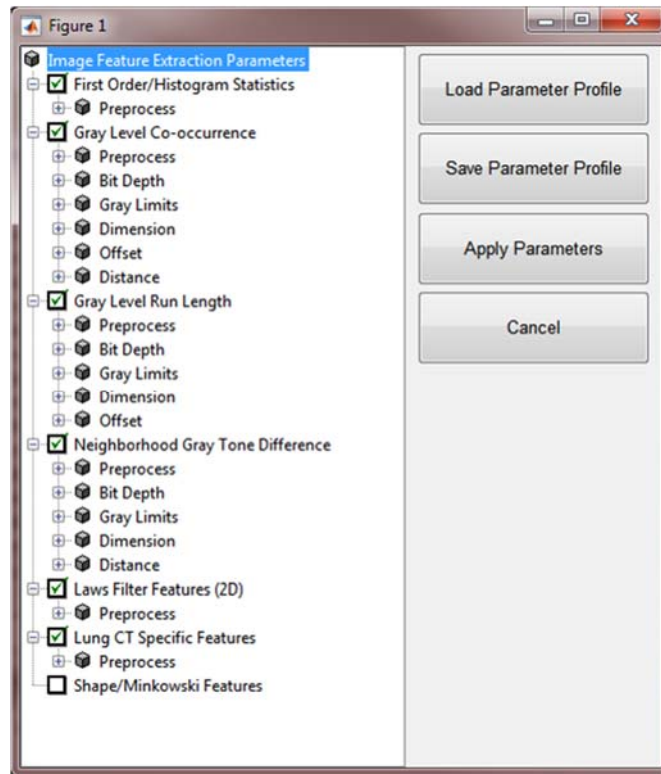 Figure 1
Image Feature Extraction Parameters
First Order/Histogram Statistics
Preprocess
Gray Level Co-occurrence
Preprocess
Bit Depth
Gray Limits
Dimension
Offset
Distance
Gray Level Run Length
Preprocess
Bit Depth
Gray Limits
Dimension
Offset
Neighborhood Gray Tone Difference
Preprocess
Bit Depth
Gray Limits
Dimension
Distance
Laws Filter Features (2D)
Preprocess
Lung CT Specific Features
Preprocess
Shape/Minkowski Features
Load Parameter Profile
Save Parameter Profile
Apply Parameters
Cancel